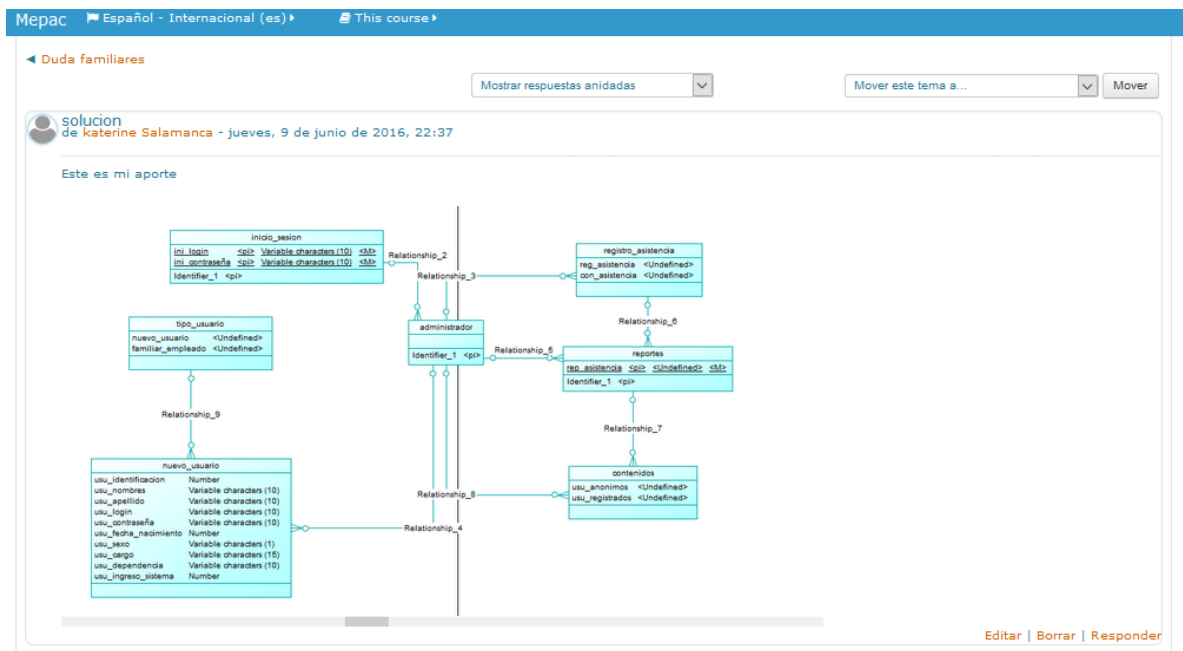 Mepac Español - Internacional (es) This course
Duda familiares
Mostrar respuestas anidadas
Mover este tema a...
Mover
solucion
de katerine Salamanca - jueves, 9 de junio de 2016, 22:37
Este es mi aporte
inicio_sesion
ini_login <pi> Variable characters (10) <M>
ini_contraseña <pi> Variable characters (10) <M>
Identifier_1 <pi>
Relationship_2
Relationship_3
registro_asistencia
reg_asistencia <Undefined>
con_asistencia <Undefined>
tipo_usuario
nuevo_usuario <Undefined>
familiar_empleado <Undefined>
administrador
Identifier_1 <pi>
Relationship_6
Relationship_5
reportes
rep_asistencia <pi> <Undefined> <M>
Identifier_1 <pi>
Relationship_9
Relationship_7
nuevo_usuario
usu_identificacion Number
usu_nombres Variable characters (10)
usu_apelllido Variable characters (10)
usu_login Variable characters (10)
usu_contraseña Variable characters (10)
usu_fecha_nacimiento Number
usu_sexo Variable characters (1)
usu_cargo Variable characters (15)
usu_dependencia Variable characters (10)
usu_ingreso_sistema Number
contenidos
usu_anonimos <Undefined>
usu_registrados <Undefined>
Relationship_8
Relationship_4
Editar | Borrar | Responder